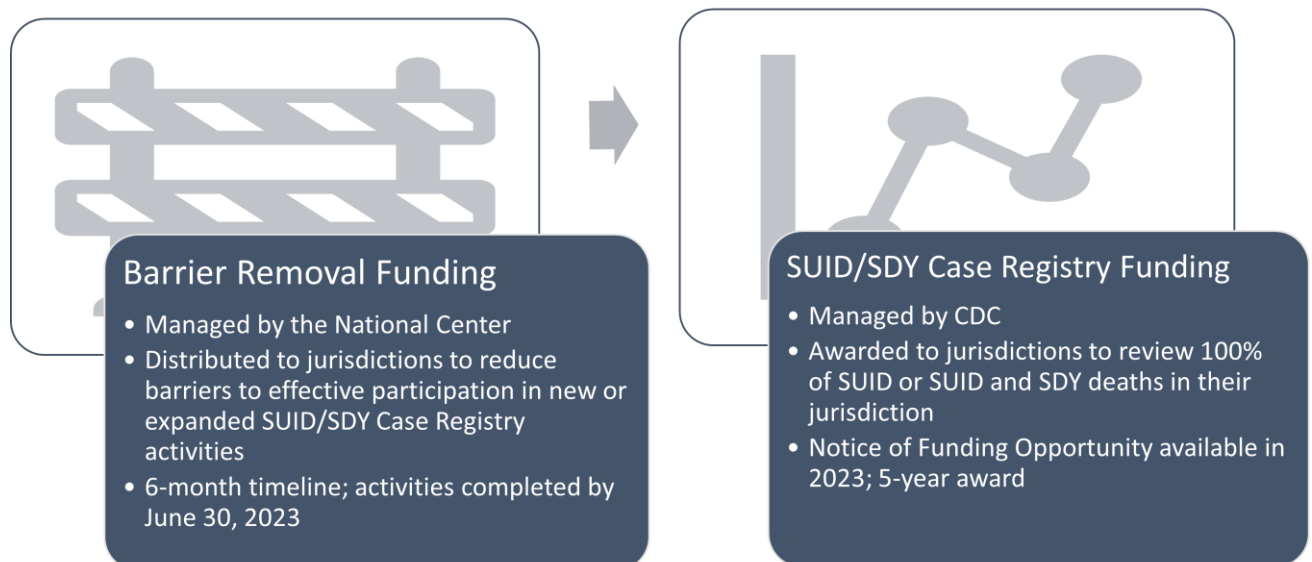 Barrier Removal Funding
• Managed by the National Center
• Distributed to jurisdictions to reduce
barriers to effective participation in new or
expanded SUID/SDY Case Registry
activities
• 6-month timeline; activities completed by
June 30, 2023
SUID/SDY Case Registry Funding
• Managed by CDC
• Awarded to jurisdictions to review 100%
of SUID or SUID and SDY deaths in their
jurisdiction
• Notice of Funding Opportunity available in
2023; 5-year award